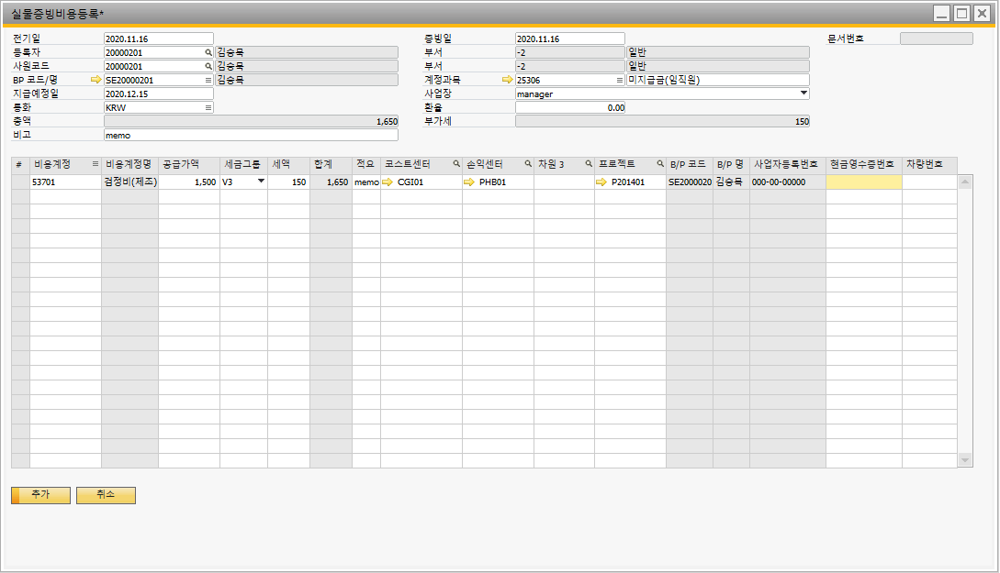 실물증빙비용등록*
전기일 2020.11.16 증빙일 2020.11.16 문서번호
등록자 20000201 김승목 부서 -2 일반
사원코드 20000201 김승목 부서 -2 일반
BP 코드/명 SE20000201 김승목 계정과목 25306 미지급금(임직원)
지급예정일 2020.12.15 사업장 manager
통화 KRW 환율 0.00
총액 1,650 부가세 150
비고 memo
# 비용계정 비용계정명 공급가액 세금그룹 세액 합계 적요 코스트센터 손익센터 차원 3 프로젝트 B/P 코드 B/P 명 사업자등록번호 현금영수증번호 차량번호
53701 검정비(제조) 1,500 V3 150 1,650 memo CGI01 PHB01 P201401 SE2000020 김승목 000-00-00000
추가 취소